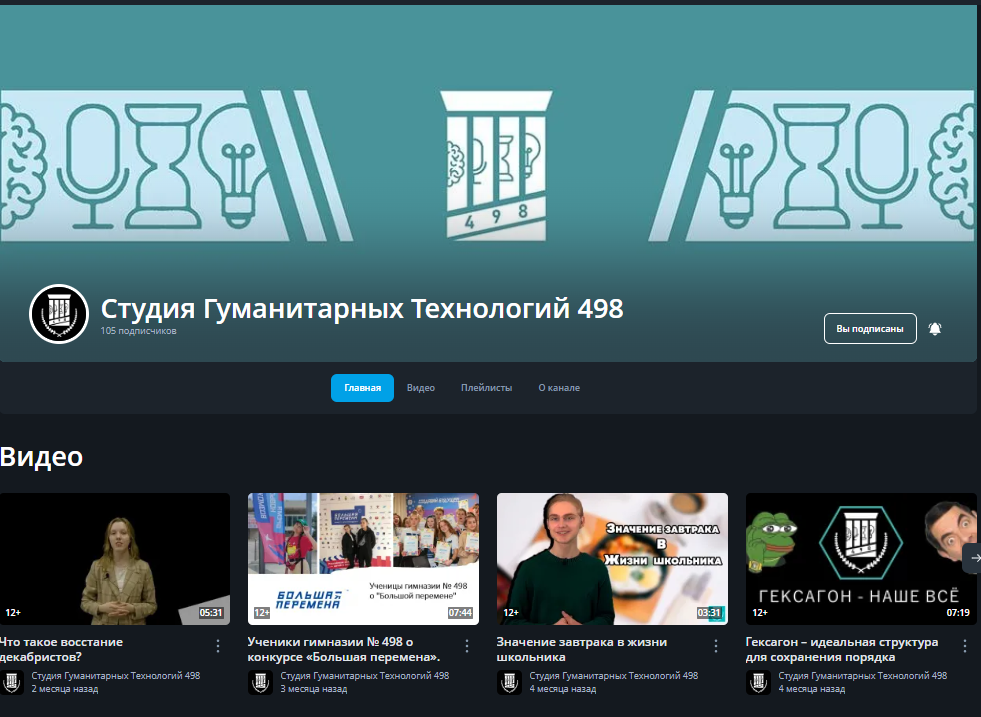 498
Студия Гуманитарных Технологий 498
105 подписчиков
Вы подписаны
Главная
Видео
Плейлисты
О канале
Видео
12+
05:31
БОЛЬШАЯ
ПЕРЕМЕНА
Ученицы гимназии № 498
о "Большой перемене"
БОЛЬШАЯ
ПЕРЕМЕНА
12+
07:44
Значение завтрака
в
Жизни школьника
12+
03:31
ГЕКСАГОН - НАШЕ ВСЁ
12+
07:19
Что такое восстание
декабристов?
Студия Гуманитарных Технологий 498
2 месяца назад
Ученики гимназии № 498 о
конкурсе «Большая перемена».
Студия Гуманитарных Технологий 498
3 месяца назад
Значение завтрака в жизни
школьника
Студия Гуманитарных Технологий 498
4 месяца назад
Гексагон – идеальная структура
для сохранения порядка
Студия Гуманитарных Технологий 498
4 месяца назад